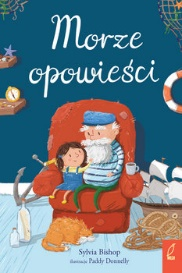 Morze
opowieści
Sylvia Bishop
ilustracje Paddy Donnelly